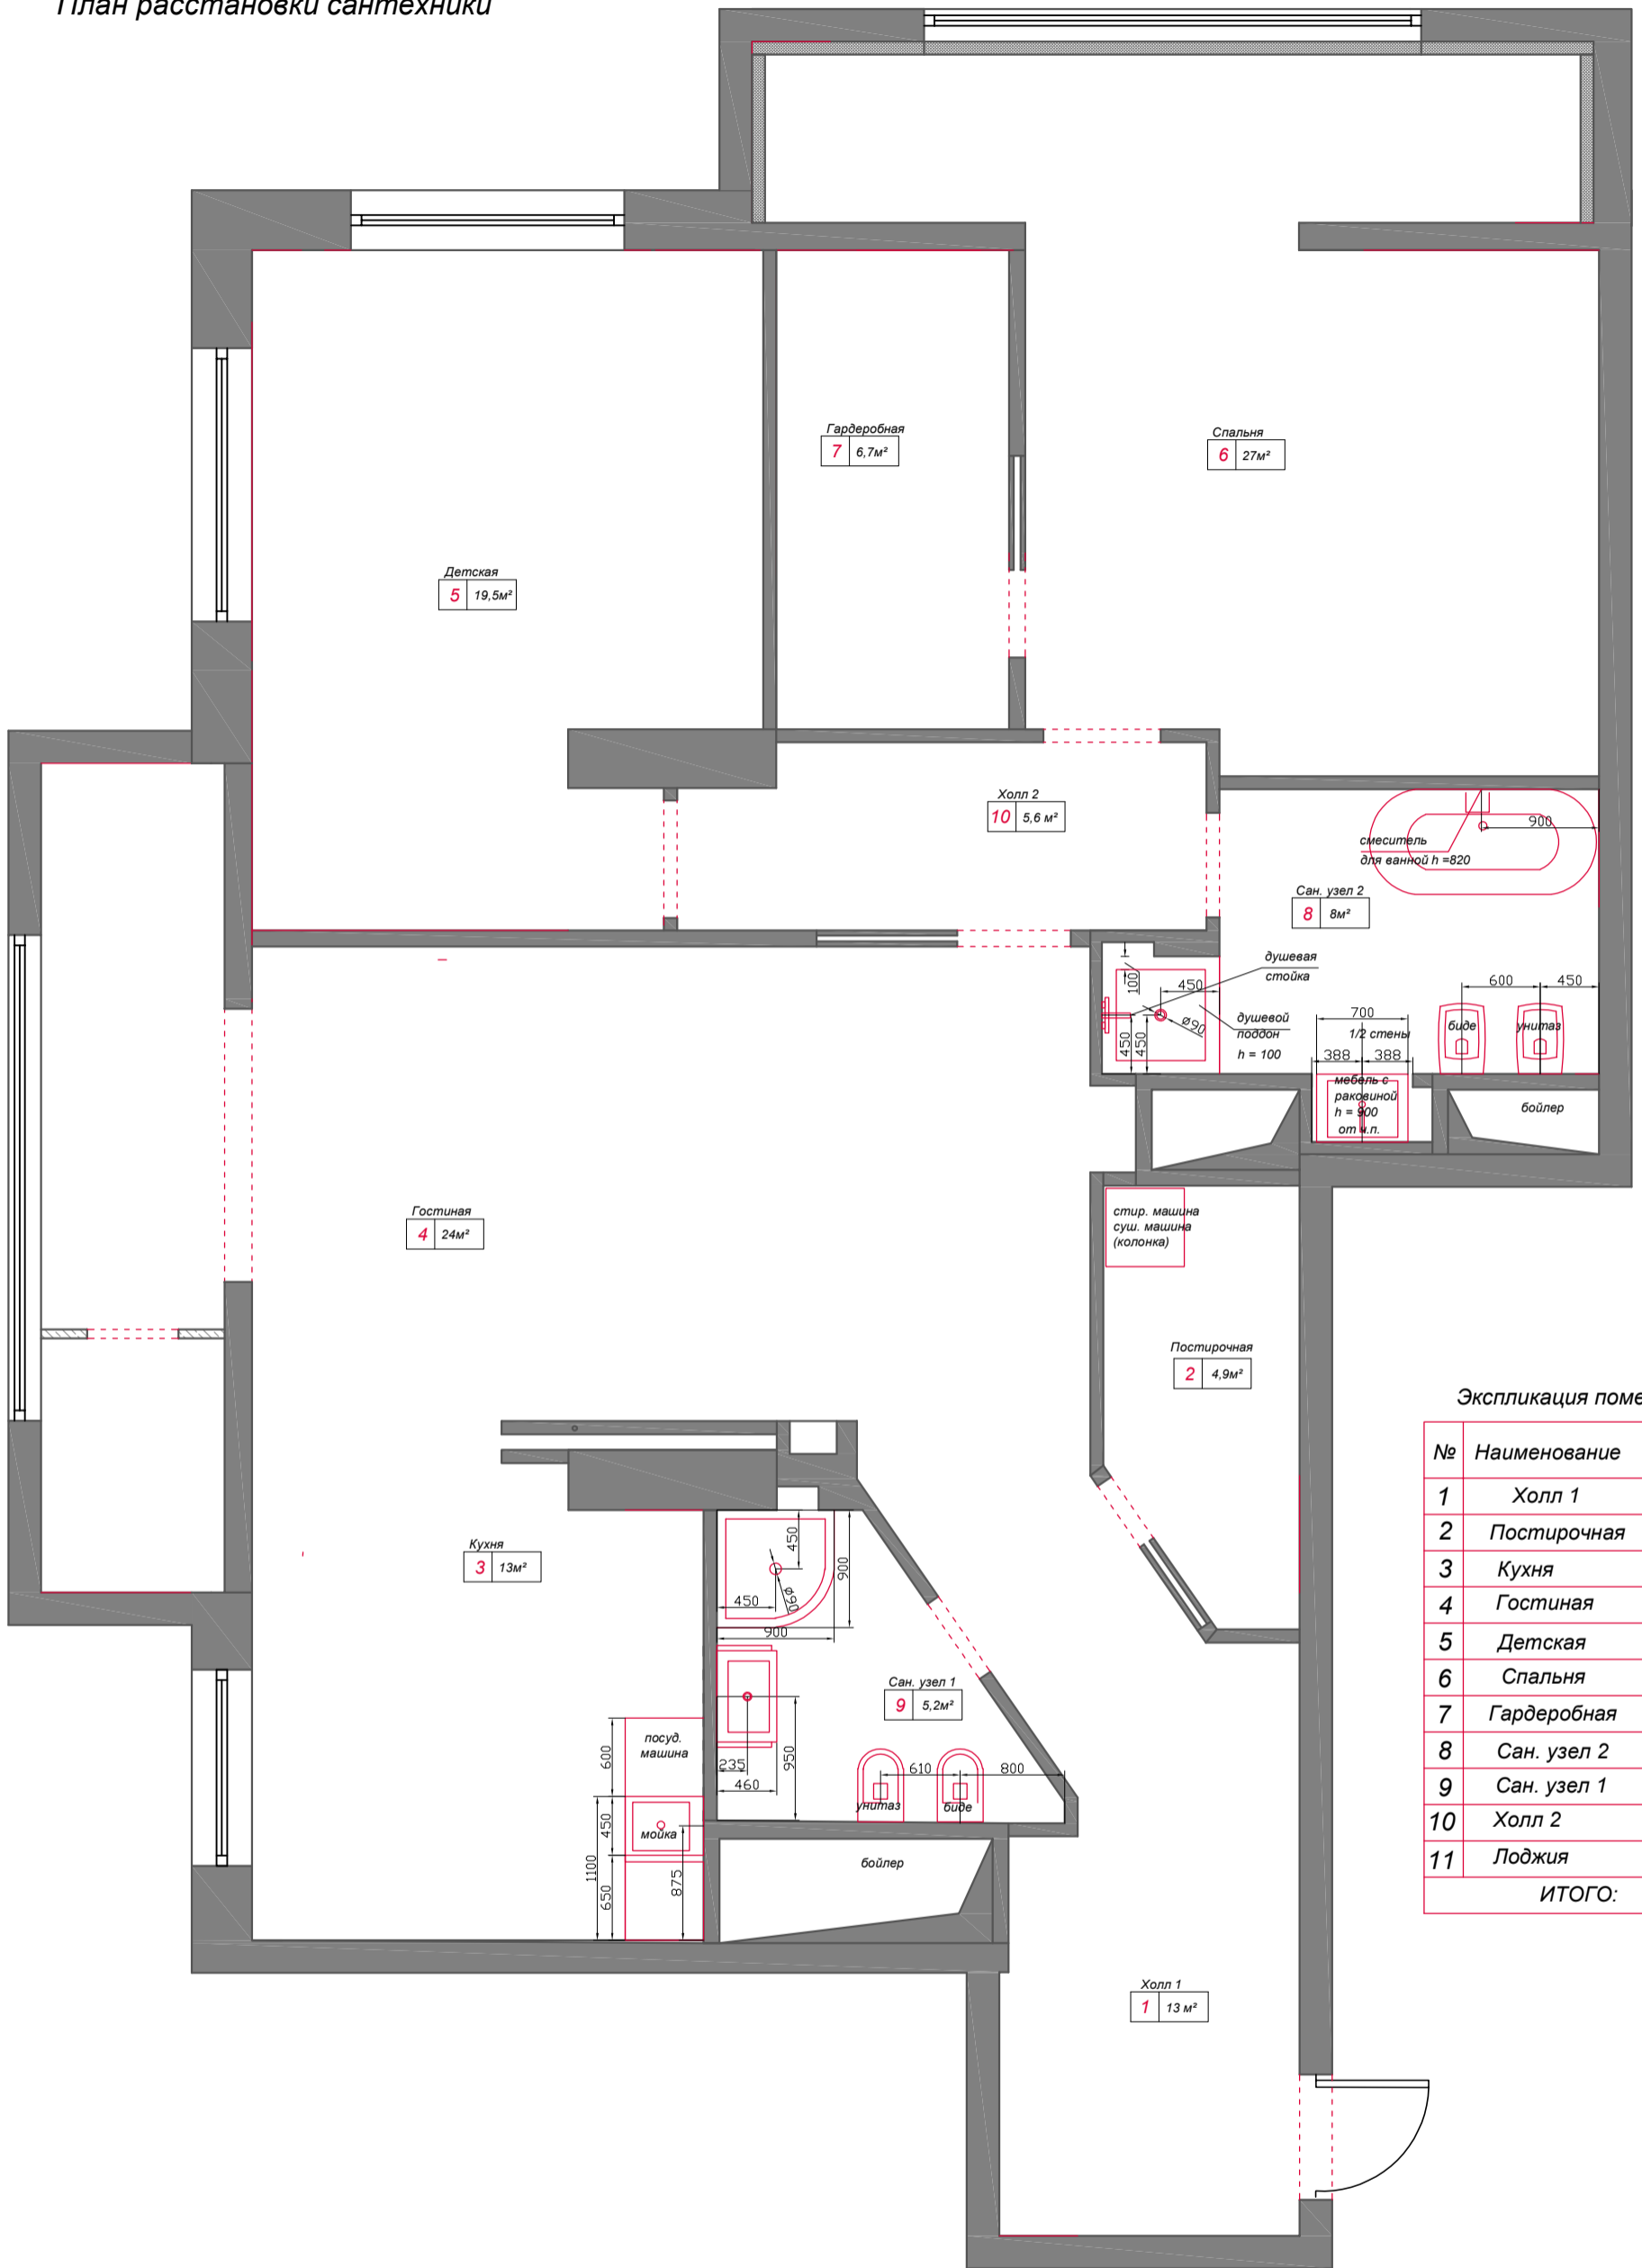 План расстановки сантехники
Гардеробная
7 6,7м²
Спальня
6 27м²
Детская
5 19,5м²
Холл 2
10 5,6 м²
900
смеситель
для ванной h =820
Сан. узел 2
8 8м²
душевая
стойка
100
450
600
450
⌀90
душевой
поддон
h = 100
450
450
700
1/2 стены
388
388
биде
унитаз
мебель с
раковиной
h = 900
от ч.п.
бойлер
Гостиная
4 24м²
стир. машина
суш. машина
(колонка)
Постирочная
2 4,9м²
Кухня
3 13м²
450
900
450
⌀90
900
Сан. узел 1
9 5,2м²
посуд.
машина
600
235
460
950
610
800
унитаз
биде
мойка
450
1100
650
875
бойлер
Холл 1
1 13 м²
Экспликация поме
№ Наименование
1 Холл 1
2 Постирочная
3 Кухня
4 Гостиная
5 Детская
6 Спальня
7 Гардеробная
8 Сан. узел 2
9 Сан. узел 1
10 Холл 2
11 Лоджия
ИТОГО: